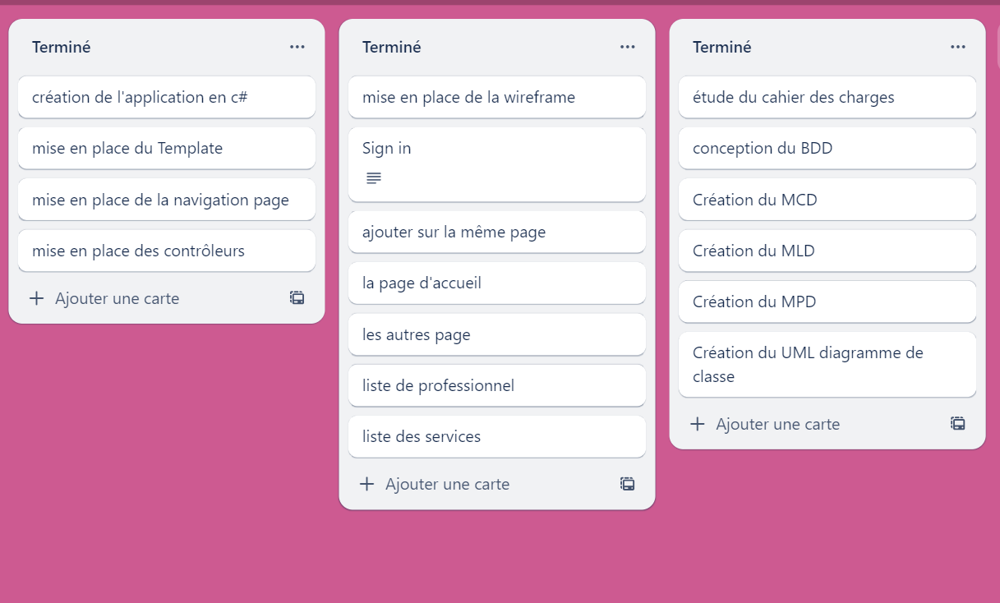 Terminé
création de l'application en c#
mise en place du Template
mise en place de la navigation page
mise en place des contrôleurs
Ajouter une carte
Terminé
mise en place de la wireframe
Sign in
ajouter sur la même page
la page d'accueil
les autres page
liste de professionnel
liste des services
Ajouter une carte
Terminé
étude du cahier des charges
conception du BDD
Création du MCD
Création du MLD
Création du MPD
Création du UML diagramme de
classe
Ajouter une carte